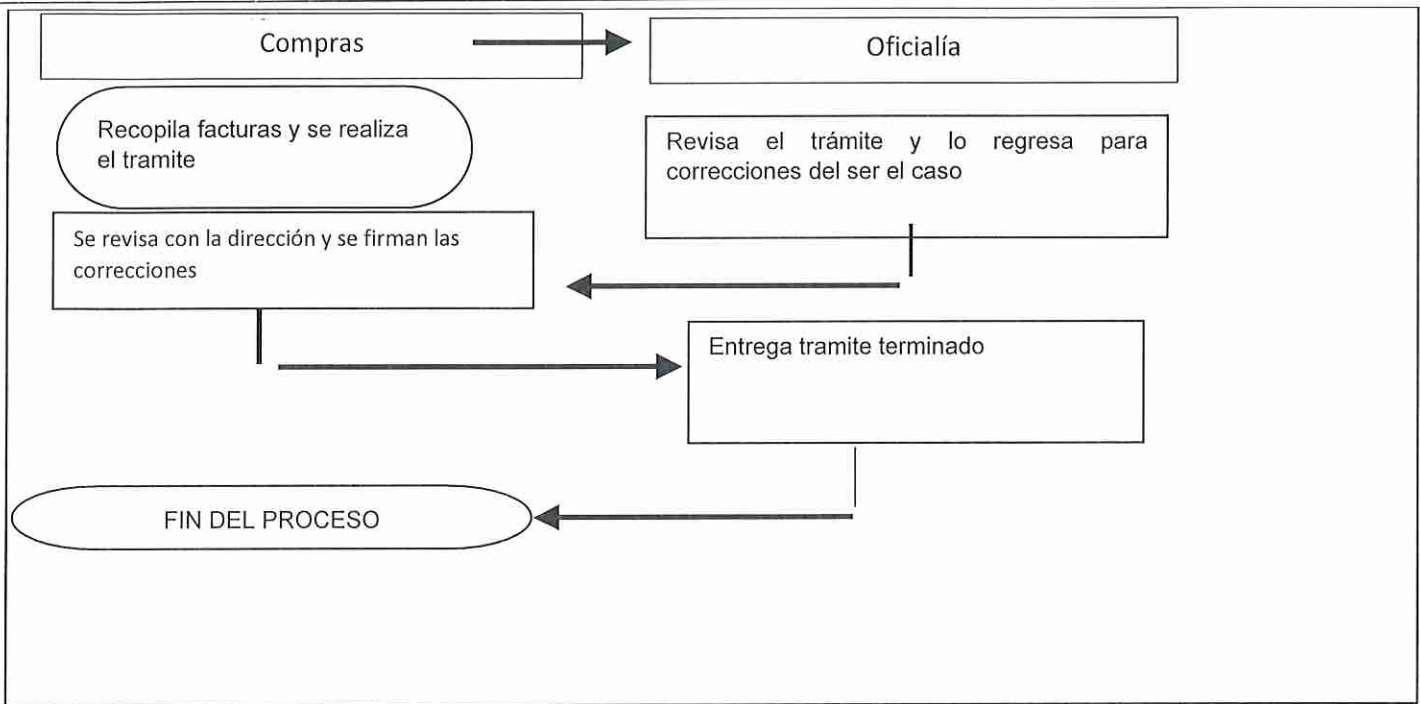 Compras
Oficialía
Recopila facturas y se realiza
el tramite
Revisa el trámite y lo regresa para
correcciones del ser el caso
Se revisa con la dirección y se firman las
correcciones
Entrega tramite terminado
FIN DEL PROCESO